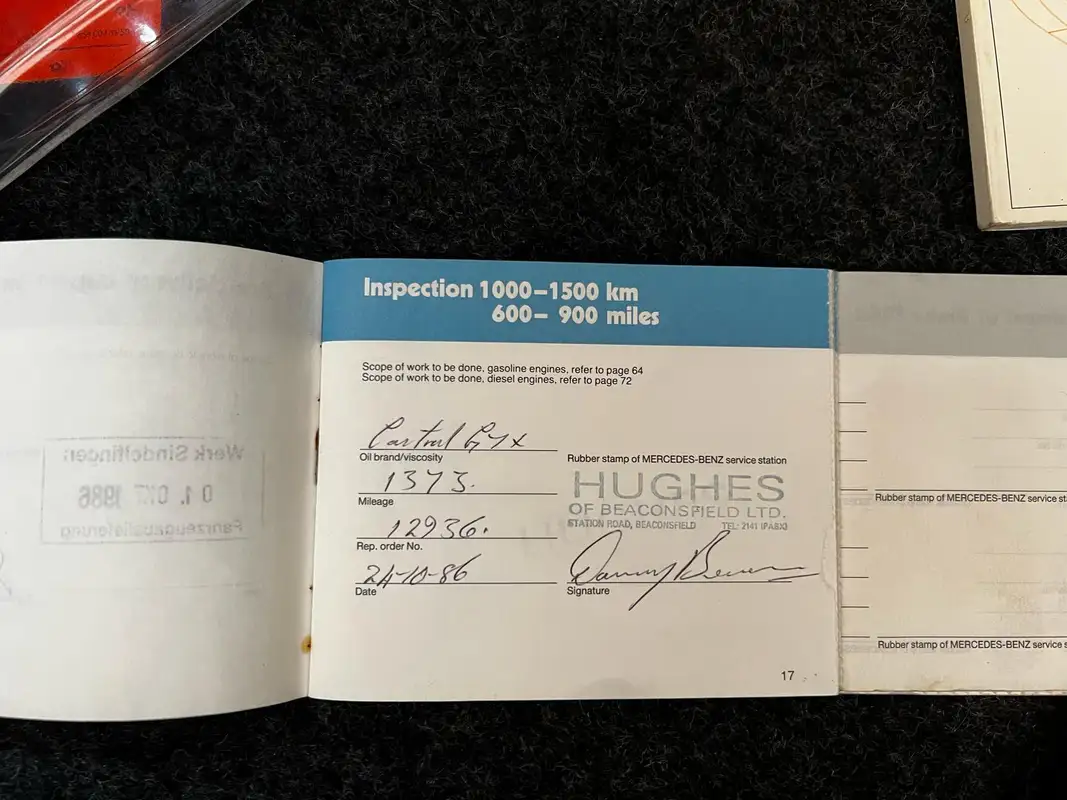 Inspection 1000–1500 km
600– 900 miles
Scope of work to be done, gasoline engines, refer to page 64
Scope of work to be done, diesel engines, refer to page 72
Castrol GTX
Oil brand/viscosity
1373.
Mileage
12936.
Rep. order No.
24-10-86
Date
Rubber stamp of MERCEDES-BENZ service station
HUGHES
OF BEACONSFIELD LTD.
STATION ROAD, BEACONSFIELD TEL: 2141 (PABX)
Signature
17
Werk Sindelfingen
0 1. OKT 1986
Fahrzeugauslieferung
Rubber stamp of MERCEDES-BENZ service
Rubber stamp of MERCEDES-BENZ service